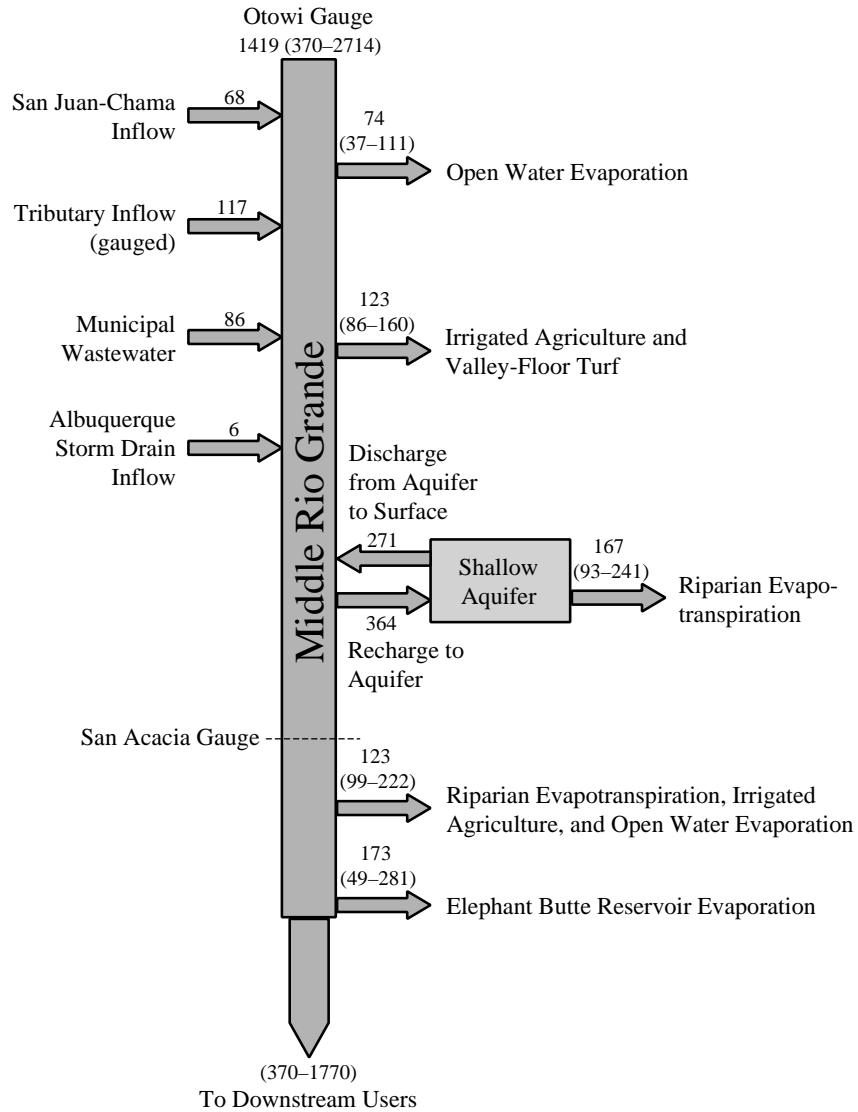 Otowi Gauge
1419 (370–2714)
San Juan-Chama
Inflow
68
74
(37–111)
Open Water Evaporation
Tributary Inflow
(gauged)
117
Municipal
Wastewater
86
123
(86–160)
Irrigated Agriculture and
Valley-Floor Turf
Albuquerque
Storm Drain
Inflow
6
Middle Rio Grande
Discharge
from Aquifer
to Surface
271
Shallow
Aquifer
167
(93–241)
Riparian Evapo-
transpiration
364
Recharge to
Aquifer
San Acacia Gauge
123
(99–222)
Riparian Evapotranspiration, Irrigated
Agriculture, and Open Water Evaporation
173
(49–281)
Elephant Butte Reservoir Evaporation
(370–1770)
To Downstream Users